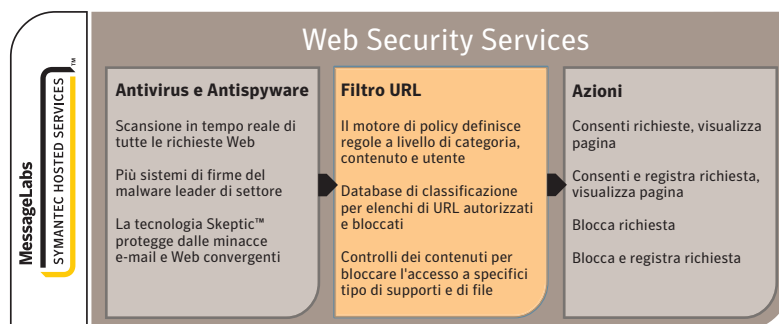 MessageLabs
SYMANTEC HOSTED SERVICES™
Web Security Services
Antivirus e Antispyware
Scansione in tempo reale di
tutte le richieste Web
Più sistemi di firme del
malware leader di settore
La tecnologia Skeptic™
protegge dalle minacce
e-mail e Web convergenti
Filtro URL
Il motore di policy definisce
regole a livello di categoria,
contenuto e utente
Database di classificazione
per elenchi di URL autorizzati
e bloccati
Controlli dei contenuti per
bloccare l'accesso a specifici
tipo di supporti e di file
Azioni
Consenti richieste, visualizza
pagina
Consenti e registra richiesta,
visualizza pagina
Blocca richiesta
Blocca e registra richiesta